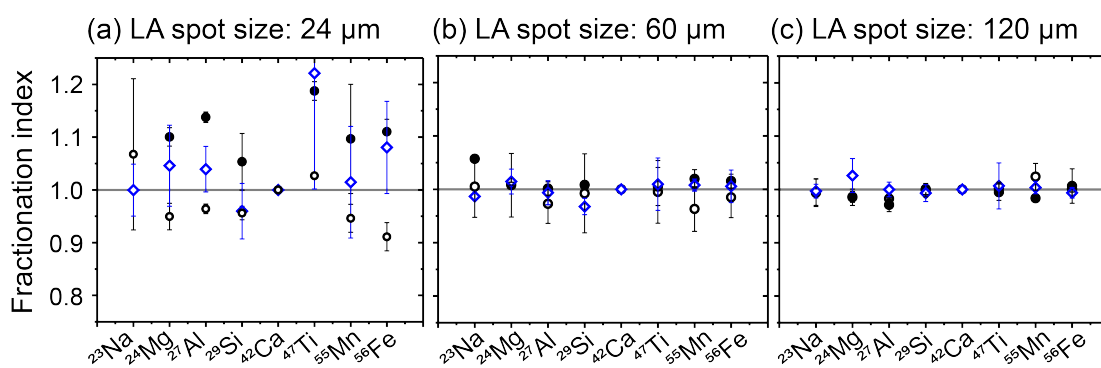 (a) LA spot size: 24 µm
(b) LA spot size: 60 µm
(c) LA spot size: 120 µm
Fractionation index
1.2
1.1
1.0
0.9
0.8
²³Na ²⁴Mg ²⁷Al ²⁹Si ⁴²Ca ⁴⁷Ti ⁵⁵Mn ⁵⁶Fe
²³Na ²⁴Mg ²⁷Al ²⁹Si ⁴²Ca ⁴⁷Ti ⁵⁵Mn ⁵⁶Fe
²³Na ²⁴Mg ²⁷Al ²⁹Si ⁴²Ca ⁴⁷Ti ⁵⁵Mn ⁵⁶Fe